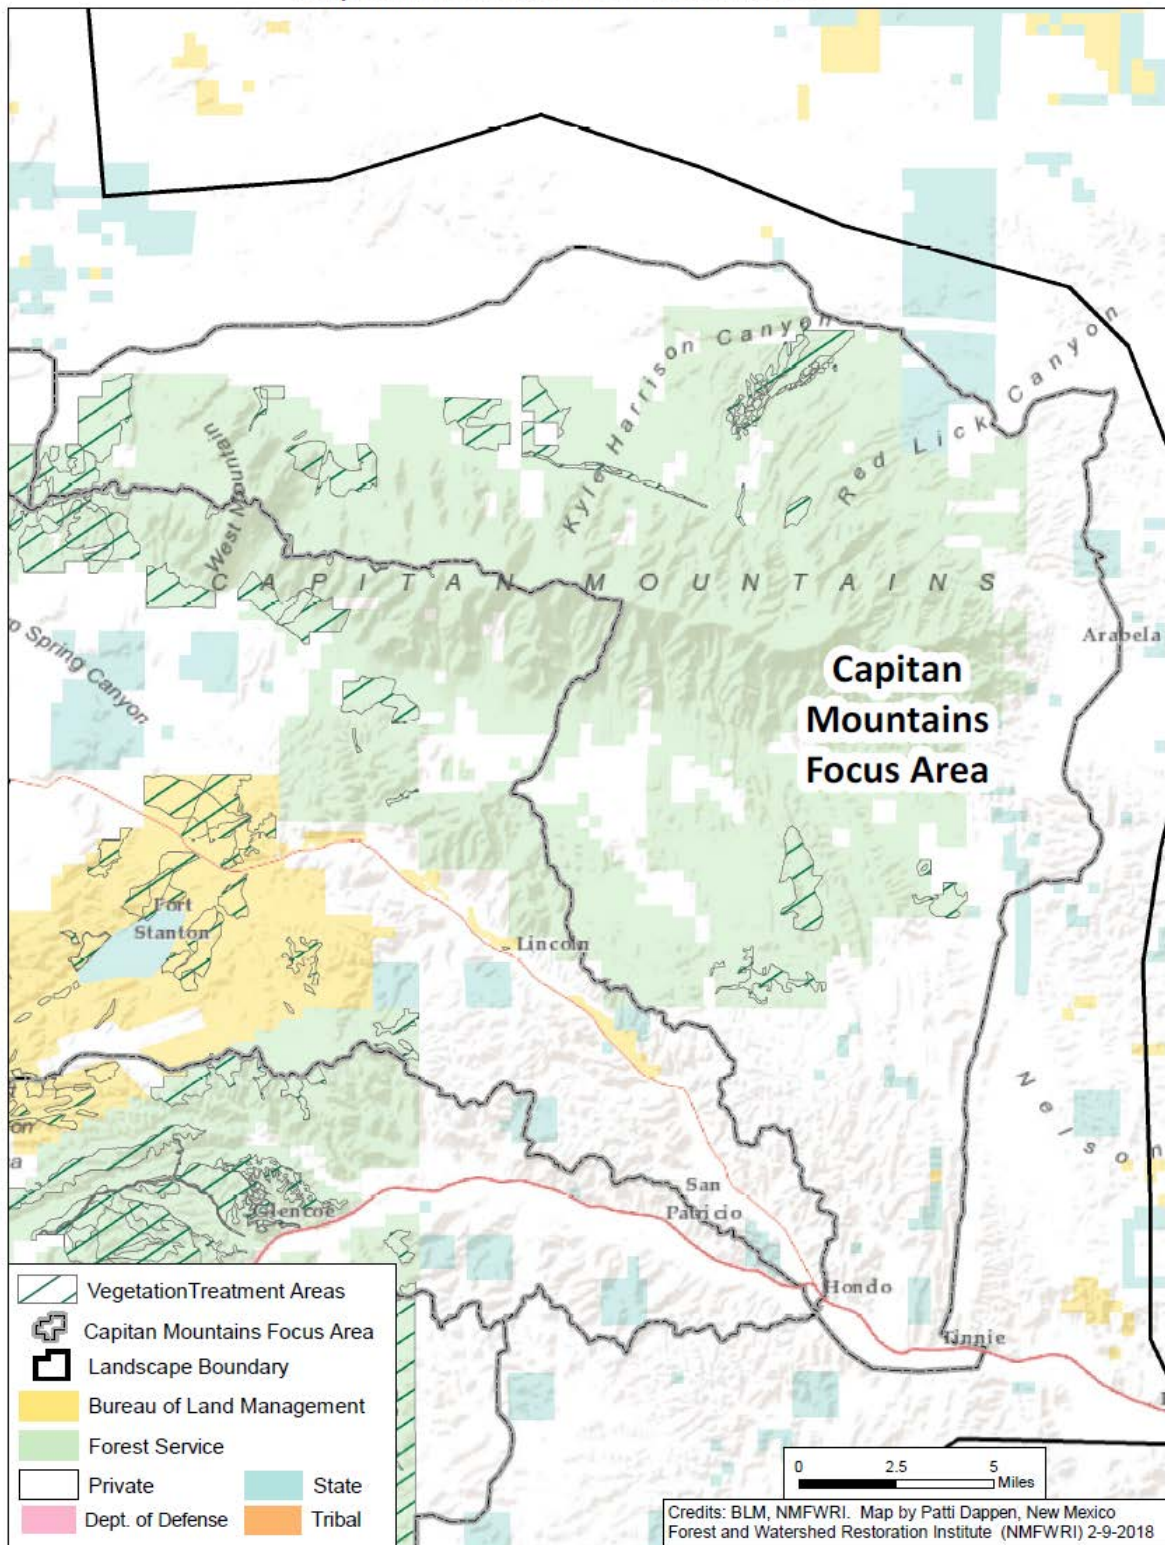 Kyle Harrison Canyon
Red Lick Canyon
West Mountain
CAPITAN MOUNTAINS
Arabela
Spring Canyon
Capitan
Mountains
Focus Area
Fort
Stanton
Lincoln
Nelson
San
Patricio
Glencoe
Hondo
Tinnie
VegetationTreatment Areas
Capitan Mountains Focus Area
Landscape Boundary
Bureau of Land Management
Forest Service
Private
State
Dept. of Defense
Tribal
0 2.5 5
Miles
Credits: BLM, NMFWRI. Map by Patti Dappen, New Mexico
Forest and Watershed Restoration Institute (NMFWRI) 2-9-2018